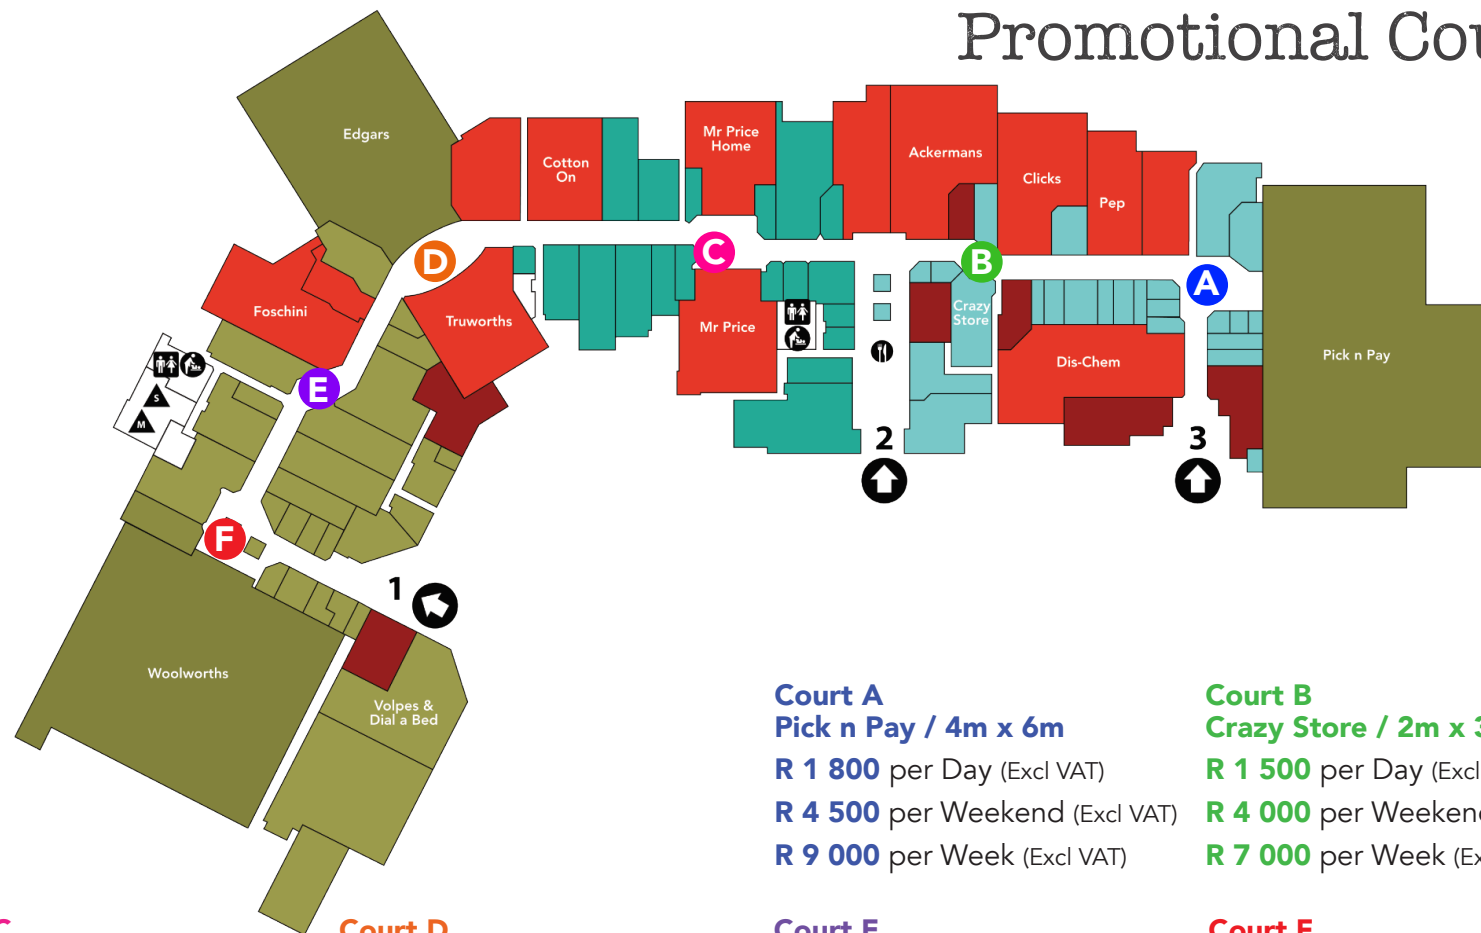 Promotional
Edgars
Cotton
On
Mr Price
Home
Ackermans
Clicks
Pep
D
C
B
A
Foschini
Truworths
Mr Price
Crazy
Store
Dis-Chem
Pick n Pay
E
S
M
2
3
F
1
Woolworths
Volpes &
Dial a Bed
Court A
Pick n Pay / 4m x 6m
R 1 800 per Day (Excl VAT)
R 4 500 per Weekend (Excl VAT)
R 9 000 per Week (Excl VAT)
Court B
Crazy Store / 2m x
R 1 500 per Day (Excl
R 4 000 per Weekend
R 7 000 per Week
Court D
Court E
Court F